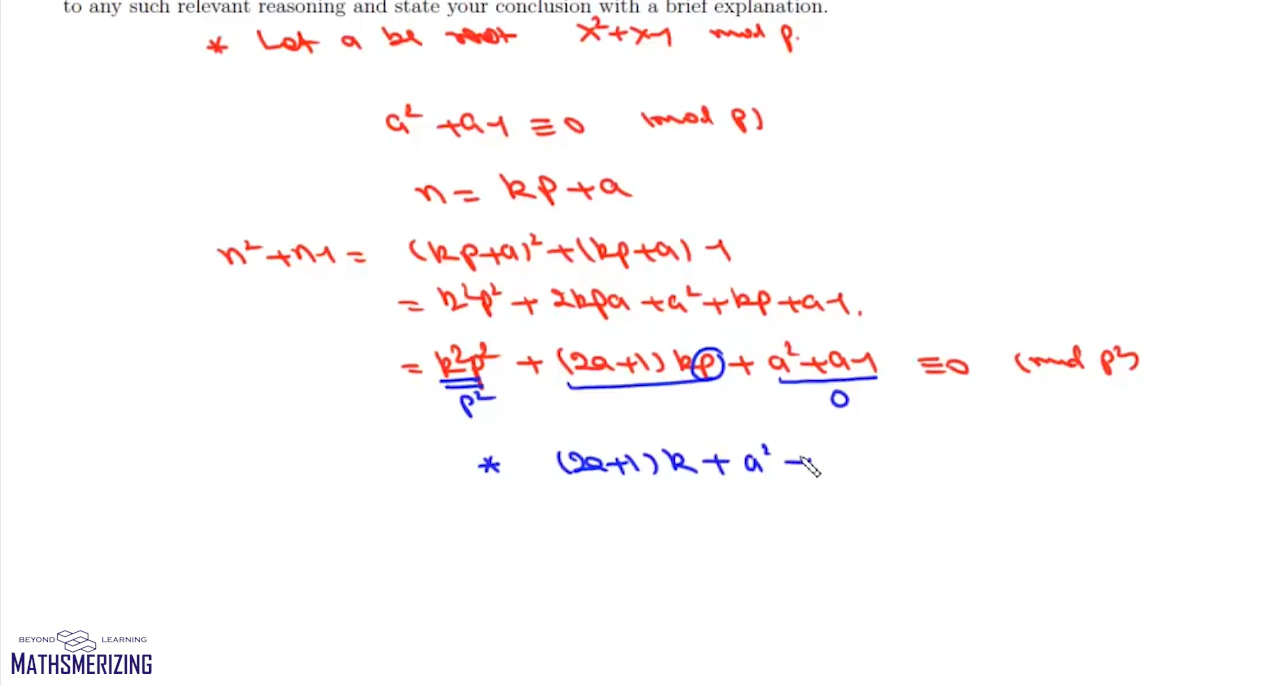 to any such relevant reasoning and state your conclusion with a brief explanation.
* Let a be root x²+x-1 mod p.
a²+a-1 ≡ 0 (mod p)
n = kp+a
n²+n-1 = (kp+a)²+(kp+a)-1
= k²p² + 2kpa + a² + kp + a-1.
= k²p² + (2a+1) kp + a²+a-1 ≡ 0 (mod p²)
p² 0
* (2a+1) k + a² -
BEYOND LEARNING
MATHSMERIZING